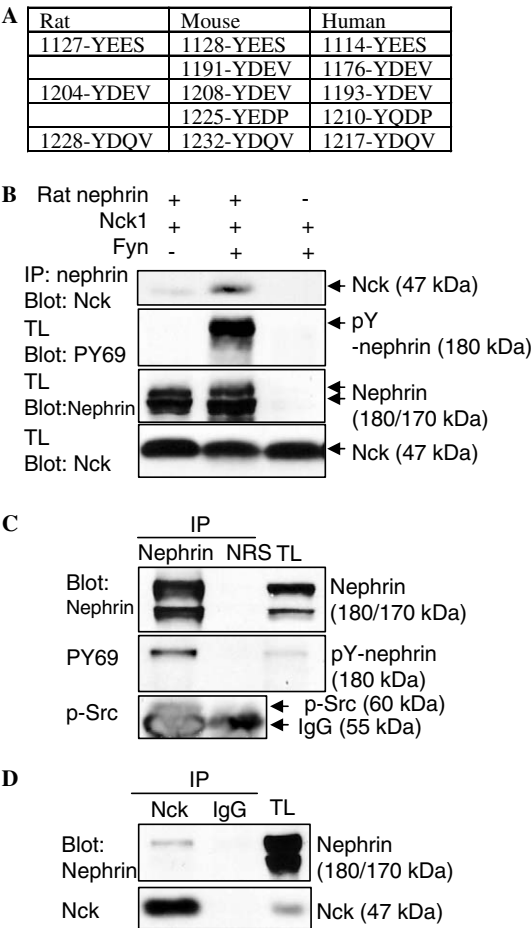 A
Rat Mouse Human
1127-YEES 1128-YEES 1114-YEES
1191-YDEV 1176-YDEV
1204-YDEV 1208-YDEV 1193-YDEV
1225-YEDP 1210-YQDP
1228-YDQV 1232-YDQV 1217-YDQV
B
Rat nephrin + + -
Nck1 + + +
Fyn - + +
IP: nephrin
Blot: Nck
Nck (47 kDa)
TL
Blot: PY69
pY
-nephrin (180 kDa)
TL
Blot:Nephrin
Nephrin
(180/170 kDa)
TL
Blot: Nck
Nck (47 kDa)
C
IP
Nephrin NRS TL
Blot:
Nephrin
Nephrin
(180/170 kDa)
PY69
pY-nephrin
(180 kDa)
p-Src
p-Src (60 kDa)
IgG (55 kDa)
D
IP
Nck IgG TL
Blot:
Nephrin
Nephrin
(180/170 kDa)
Nck
Nck (47 kDa)